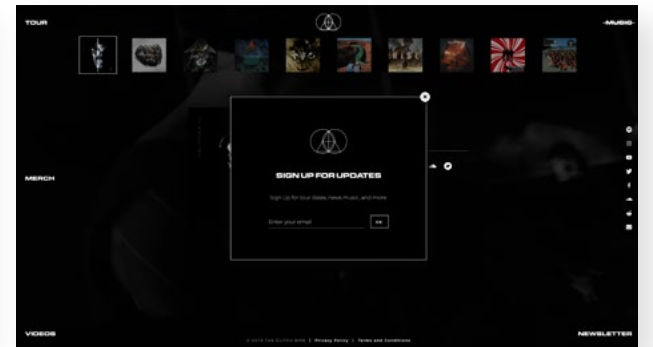 TOUR
MUSIC
SIGN UP FOR UPDATES
Sign Up for tour dates, news music, and more
Enter your email
MERCH
VIDEOS
NEWSLETTER
Privacy Policy | Terms and Conditions